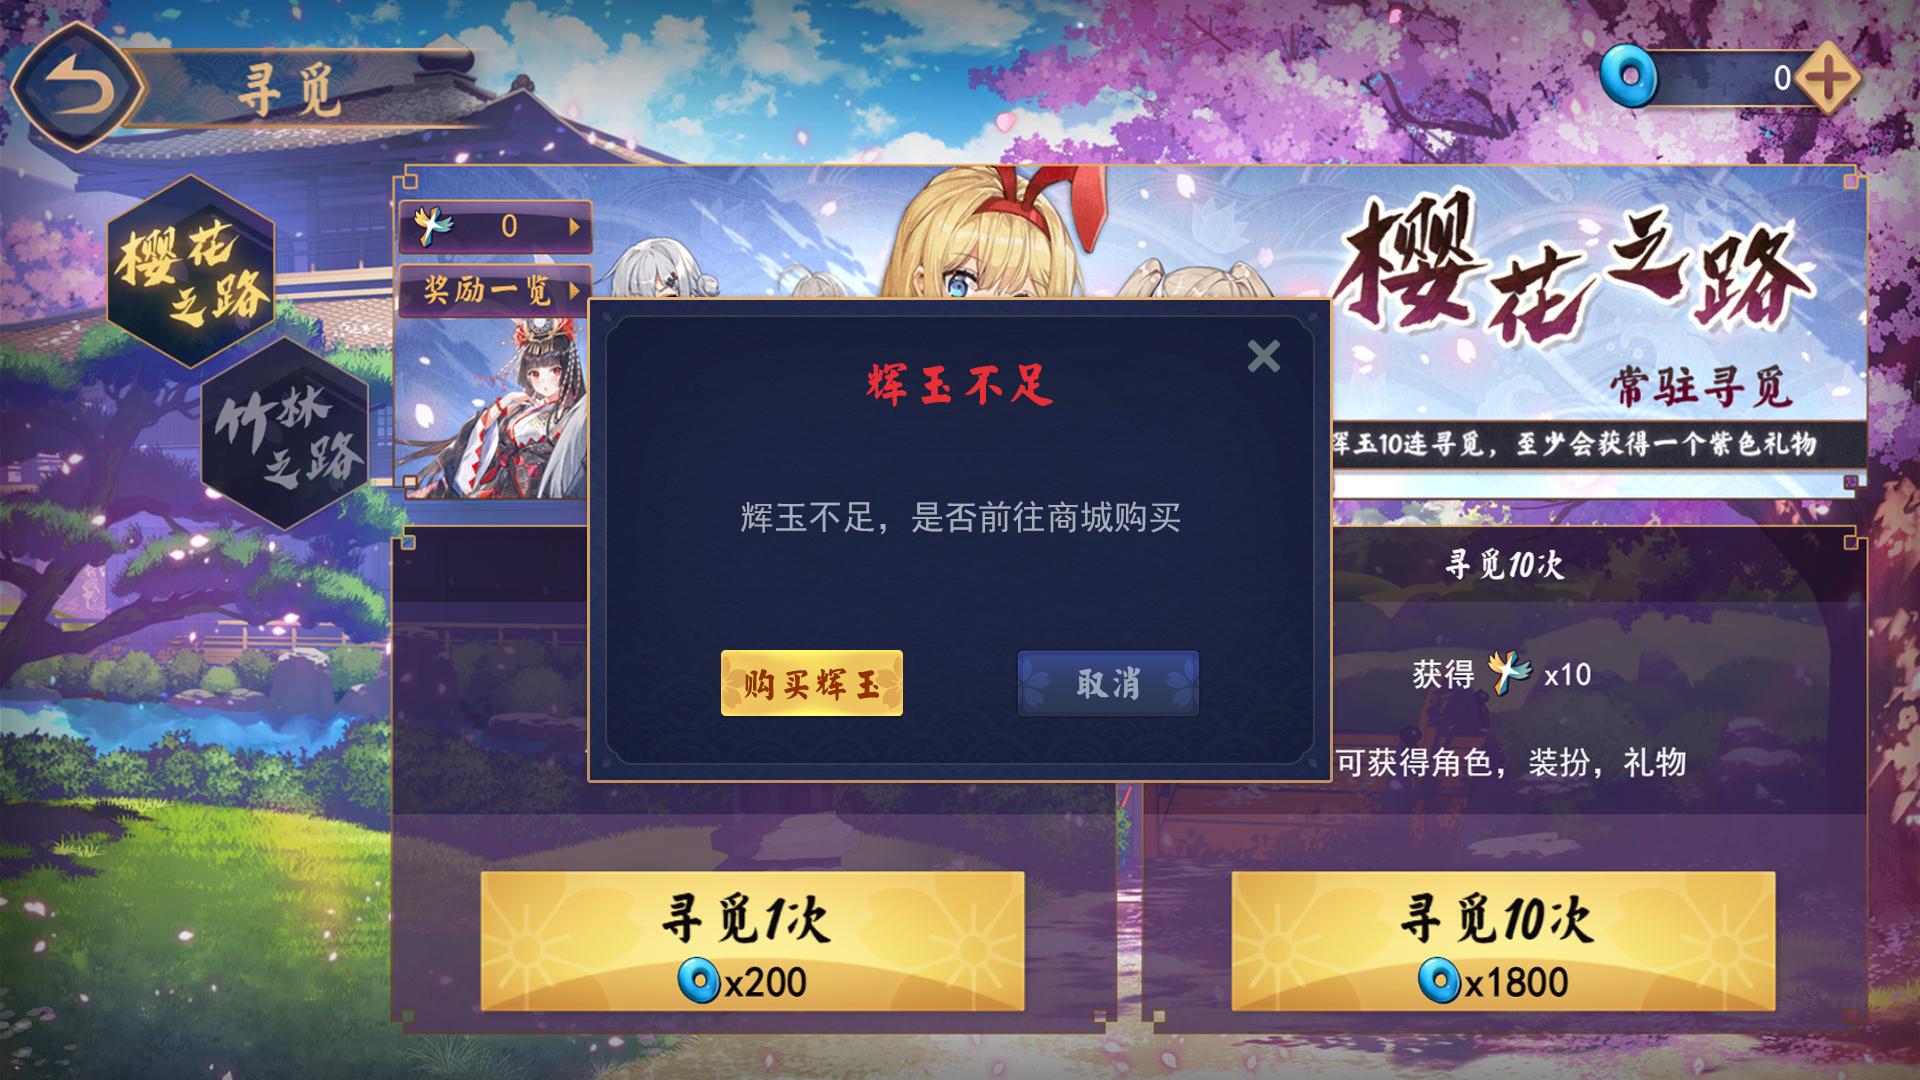 寻觅
0
樱花
之路
竹林
之路
0
奖励一览
樱花之路
常驻寻觅
玉10连寻觅，至少会获得一个紫色礼物
辉玉不足
辉玉不足，是否前往商城购买
购买辉玉
取消
寻觅10次
获得 x10
可获得角色，装扮，礼物
寻觅1次
x200
寻觅10次
x1800